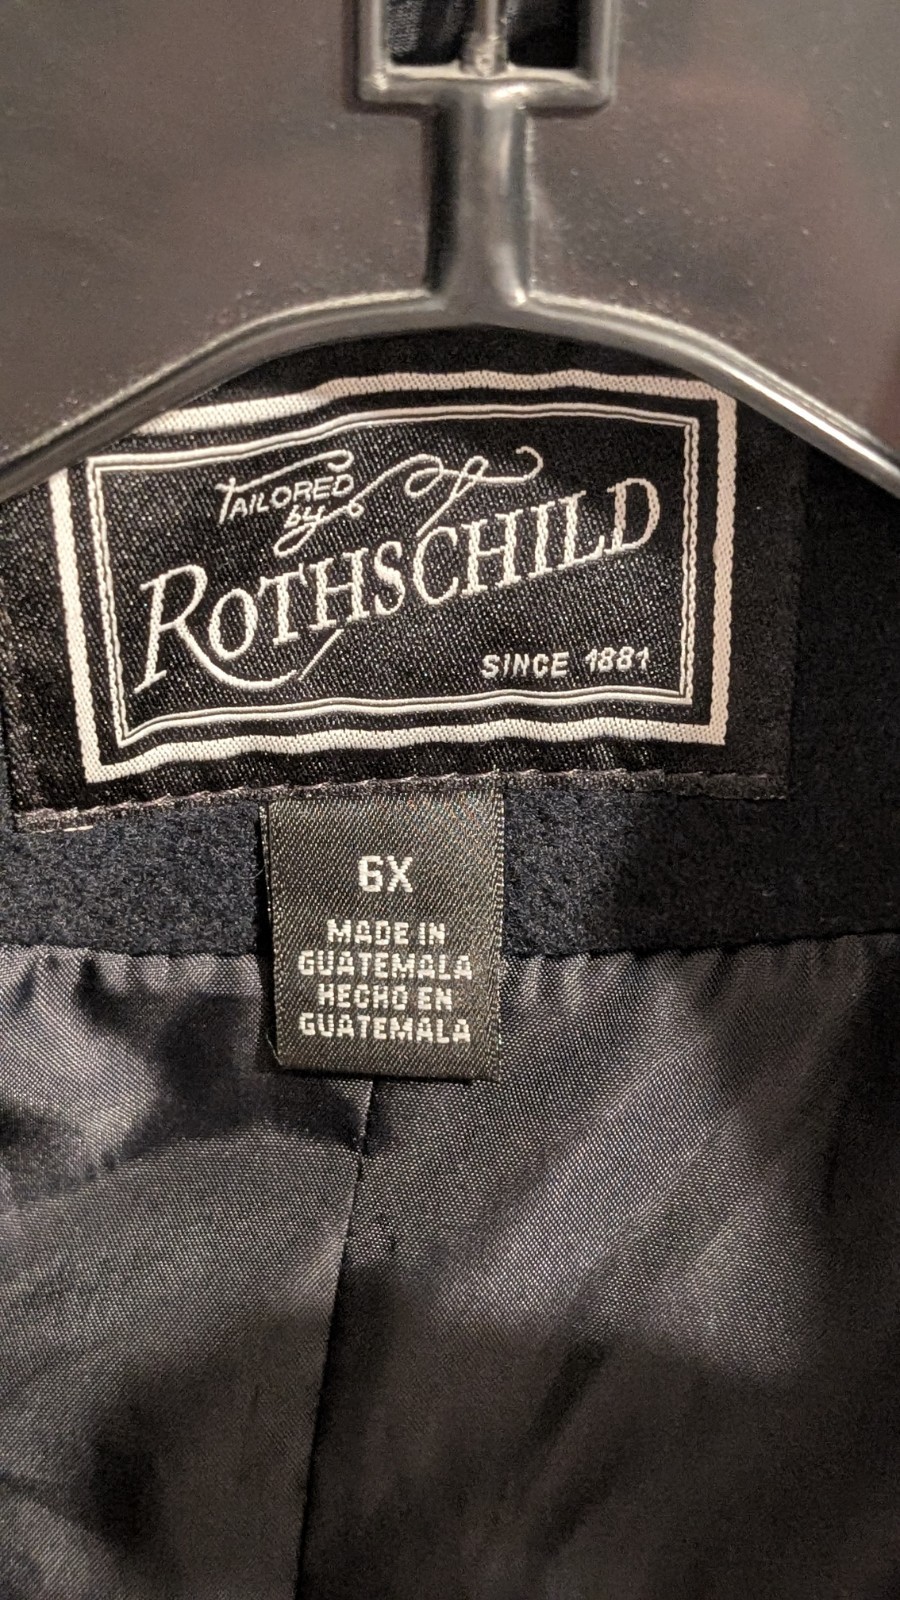 TAILORED
by
ROTHSCHILD
SINCE 1881
6X
MADE IN
GUATEMALA
HECHO EN
GUATEMALA